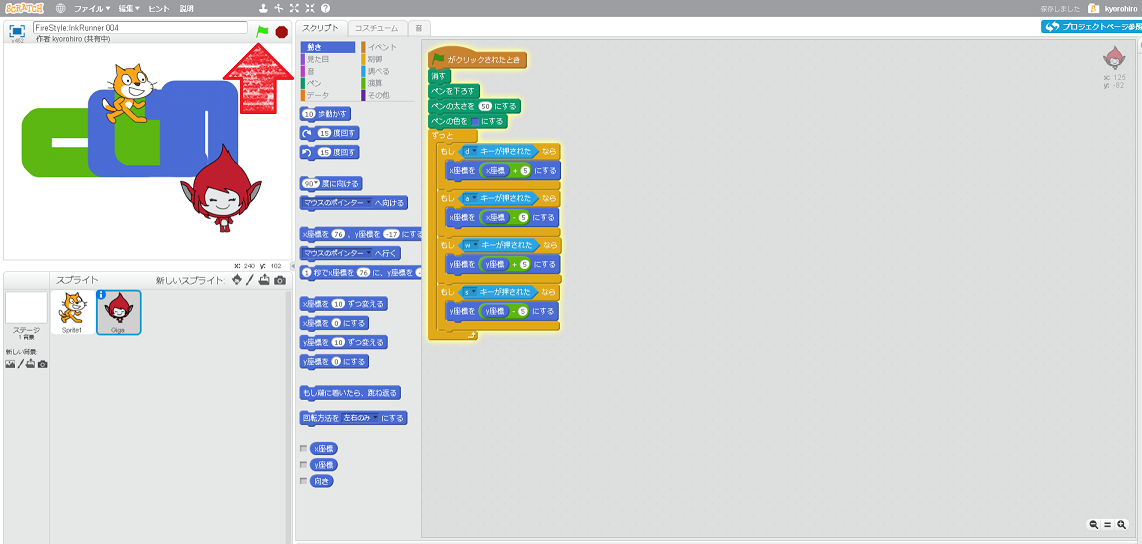 SCRATCH ファイル 編集 ヒント 説明 保存しました kyorohiro
FireStyle:InkRunner 004
作者 kyorohiro (共有中)
v452
スクリプト コスチューム 音
プロジェクトページ参照
動き イベント
見た目 制御
音 調べる
ペン 演算
データ その他
10 歩動かす
15 度回す
15 度回す
90 度に向ける
マウスのポインター へ向ける
x座標を 76 、y座標を -17 にす
マウスのポインター へ行く
1 秒でx座標を 76 に、y座標を
x座標を 10 ずつ変える
x座標を 0 にする
y座標を 10 ずつ変える
y座標を 0 にする
もし端に着いたら、跳ね返る
回転方法を 左右のみ にする
x座標
y座標
向き
がクリックされたとき
消す
ペンを下ろす
ペンの太さを 50 にする
ペンの色を にする
ずっと
もし d キーが押された なら
x座標を x座標 + 5 にする
もし a キーが押された なら
x座標を x座標 - 5 にする
もし w キーが押された なら
y座標を y座標 + 5 にする
もし s キーが押された なら
y座標を y座標 - 5 にする
x: 125
y: -82
x: 240 y: 102
スプライト 新しいスプライト:
ステージ
1 背景
新しい背景:
Sprite1
Giga